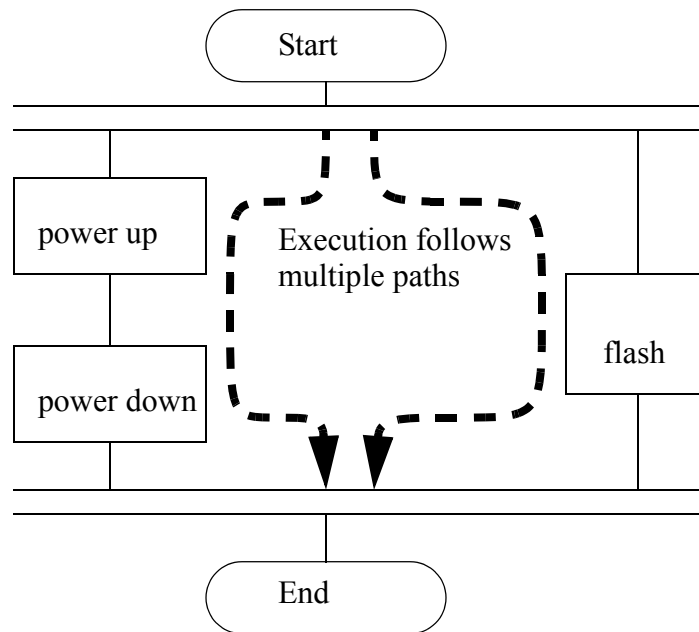 Start
power up
Execution follows
multiple paths
flash
power down
End